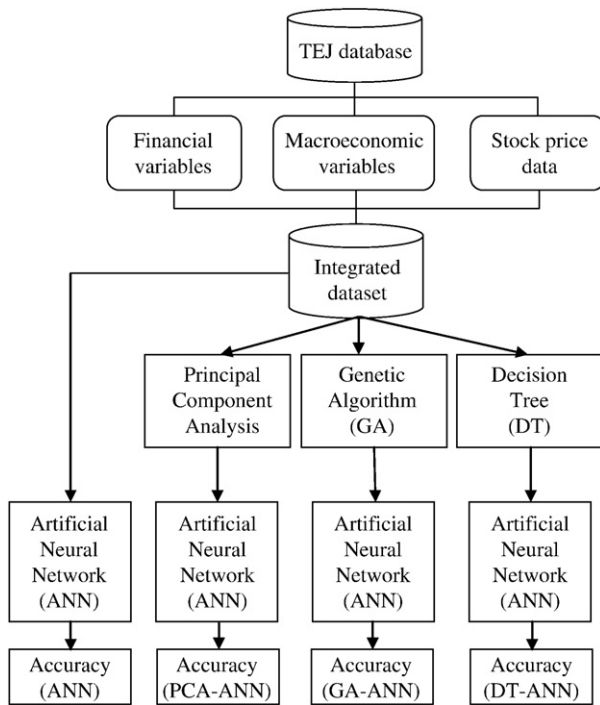 TEJ database
Financial
variables
Macroeconomic
variables
Stock price
data
Integrated
dataset
Principal
Component
Analysis
Genetic
Algorithm
(GA)
Decision
Tree
(DT)
Artificial
Neural
Network
(ANN)
Artificial
Neural
Network
(ANN)
Artificial
Neural
Network
(ANN)
Artificial
Neural
Network
(ANN)
Accuracy
(ANN)
Accuracy
(PCA-ANN)
Accuracy
(GA-ANN)
Accuracy
(DT-ANN)